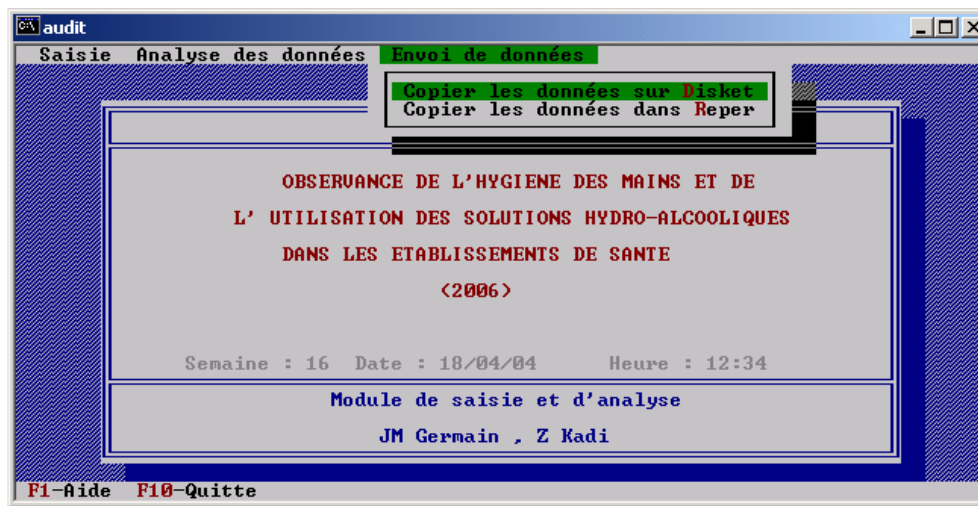 audit
Saisie Analyse des données Envoi de données
Copier les données sur Disket
Copier les données dans Reper
OBSERVANCE DE L'HYGIENE DES MAINS ET DE
L' UTILISATION DES SOLUTIONS HYDRO-ALCOOLIQUES
DANS LES ETABLISSEMENTS DE SANTE
(2006)
Semaine : 16 Date : 18/04/04 Heure : 12:34
Module de saisie et d'analyse
JM Germain , Z Kadi
F1-Aide F10-Quitte